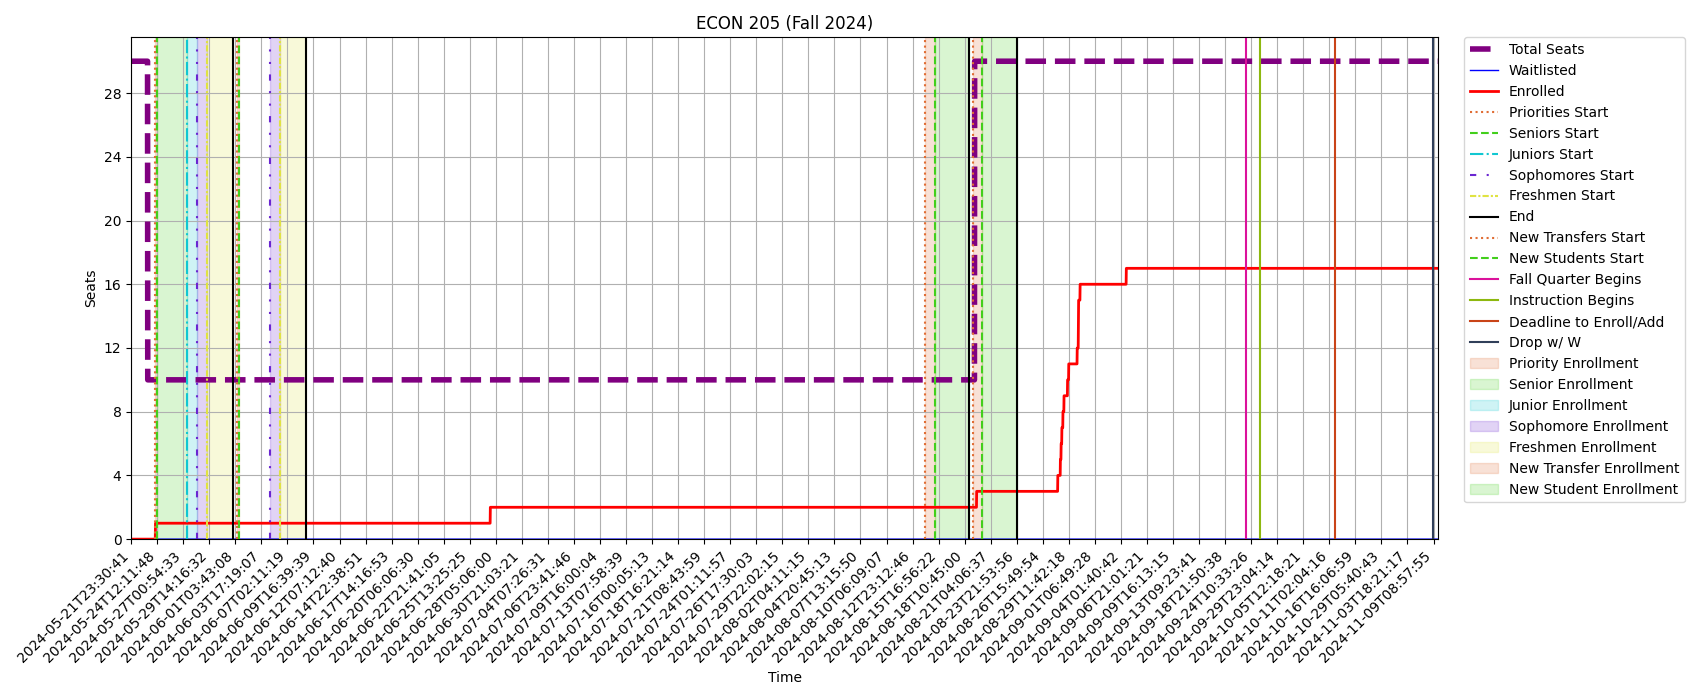 ECON 205 (Fall 2024)
Seats
28
24
20
16
12
8
4
0
2024-05-21T23:30:41
2024-05-24T12:11:48
2024-05-27T00:54:33
2024-05-29T14:16:32
2024-06-01T03:43:08
2024-06-03T17:19:07
2024-06-07T02:11:19
2024-06-09T16:39:39
2024-06-12T07:12:40
2024-06-14T22:38:51
2024-06-17T14:16:53
2024-06-20T06:06:30
2024-06-22T21:41:05
2024-06-25T13:25:25
2024-06-28T05:06:00
2024-06-30T21:03:21
2024-07-04T07:26:31
2024-07-06T23:41:46
2024-07-09T16:00:04
2024-07-13T07:58:39
2024-07-16T00:05:13
2024-07-18T16:21:14
2024-07-21T08:43:59
2024-07-24T01:11:57
2024-07-26T17:30:03
2024-07-29T22:02:15
2024-08-02T04:11:15
2024-08-04T20:45:13
2024-08-07T13:15:50
2024-08-10T06:09:07
2024-08-12T23:12:46
2024-08-15T16:56:22
2024-08-18T10:45:00
2024-08-21T04:06:37
2024-08-23T21:53:56
2024-08-26T15:49:54
2024-08-29T11:42:18
2024-09-01T06:49:28
2024-09-04T01:40:42
2024-09-06T21:01:21
2024-09-09T16:13:15
2024-09-13T09:23:41
2024-09-18T21:50:38
2024-09-24T10:33:26
2024-09-29T23:04:14
2024-10-05T12:18:21
2024-10-11T02:04:16
2024-10-16T16:06:59
2024-10-29T05:40:43
2024-11-03T18:21:17
2024-11-09T08:57:55
Time
Total Seats
Waitlisted
Enrolled
Priorities Start
Seniors Start
Juniors Start
Sophomores Start
Freshmen Start
End
New Transfers Start
New Students Start
Fall Quarter Begins
Instruction Begins
Deadline to Enroll/Add
Drop w/ W
Priority Enrollment
Senior Enrollment
Junior Enrollment
Sophomore Enrollment
Freshmen Enrollment
New Transfer Enrollment
New Student Enrollment